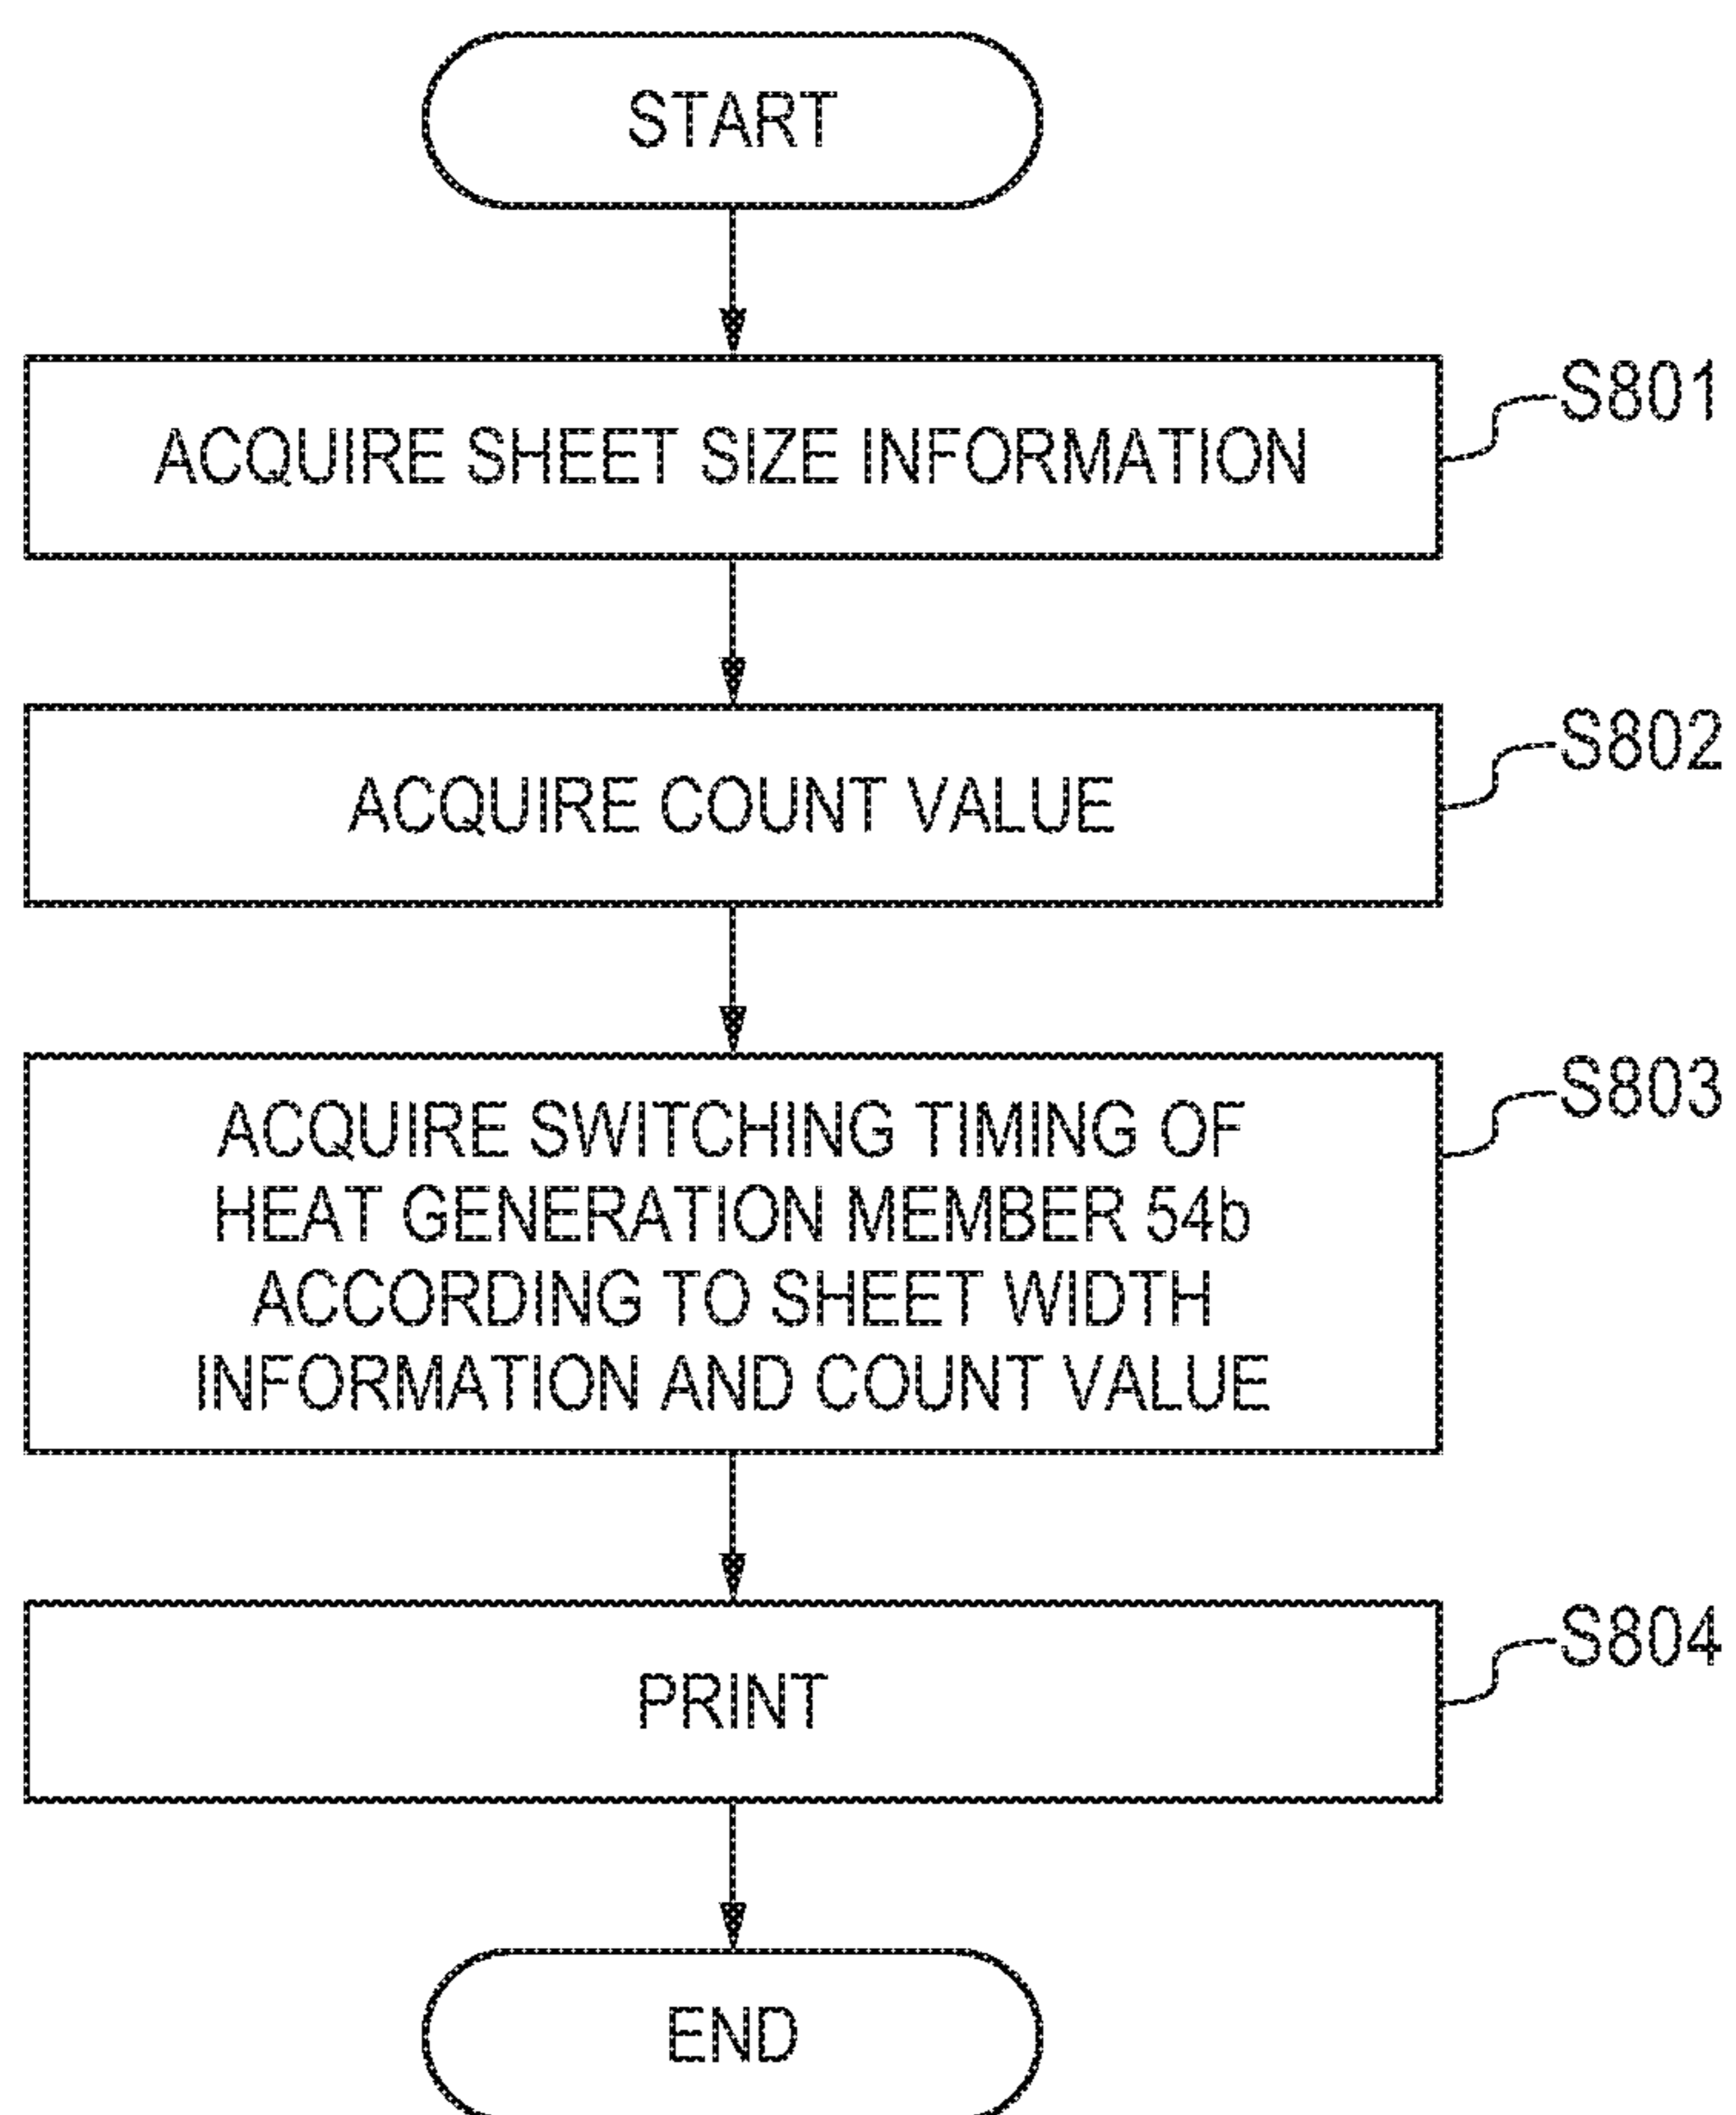 START
ACQUIRE SHEET SIZE INFORMATION
S801
ACQUIRE COUNT VALUE
S802
ACQUIRE SWITCHING TIMING OF
HEAT GENERATION MEMBER 54b
ACCORDING TO SHEET WIDTH
INFORMATION AND COUNT VALUE
S803
PRINT
S804
END